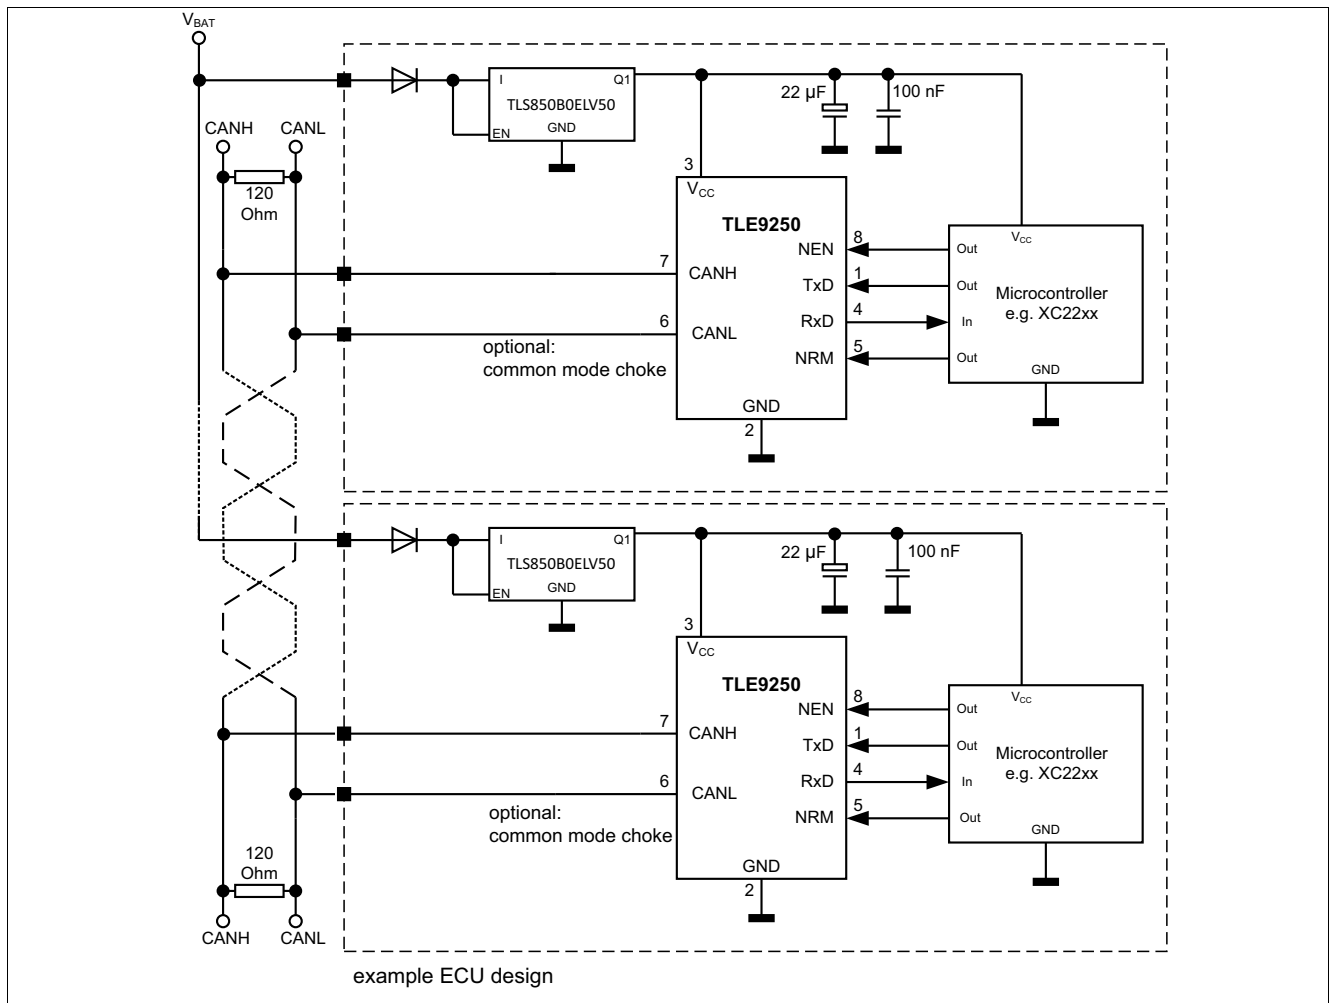 VBAT
CANH CANL
120
Ohm
I Q1
TLS850B0ELV50
EN GND
22 µF 100 nF
3
VCC
TLE9250
NEN 8
TxD 1
RxD 4
NRM 5
7 CANH
6 CANL
GND
2
optional:
common mode choke
VCC
Out
Out
In
Out
Microcontroller
e.g. XC22xx
GND
I Q1
TLS850B0ELV50
EN GND
22 µF 100 nF
3
VCC
TLE9250
NEN 8
TxD 1
RxD 4
NRM 5
7 CANH
6 CANL
GND
2
optional:
common mode choke
VCC
Out
Out
In
Out
Microcontroller
e.g. XC22xx
GND
120
Ohm
CANH CANL
example ECU design